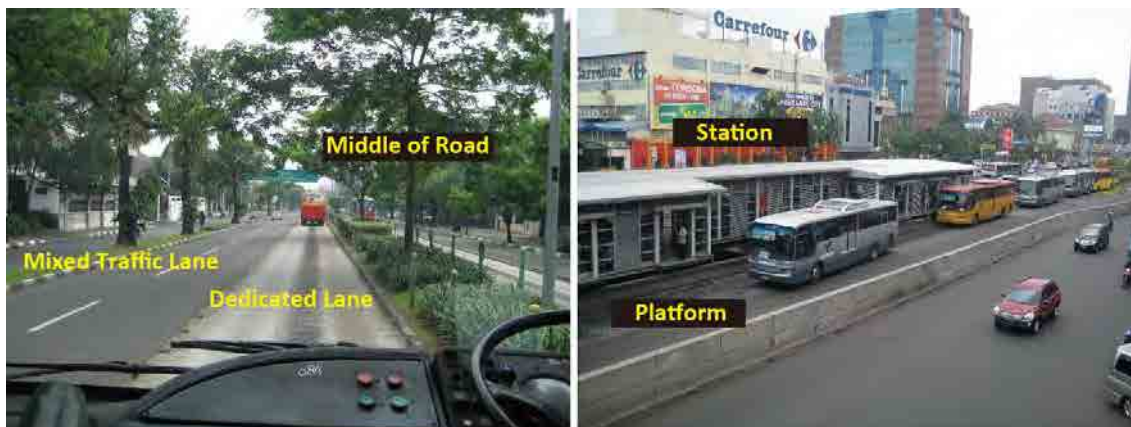 Middle of Road
Mixed Traffic Lane
Dedicated Lane
Carrefour
Carrefour
Station
Platform